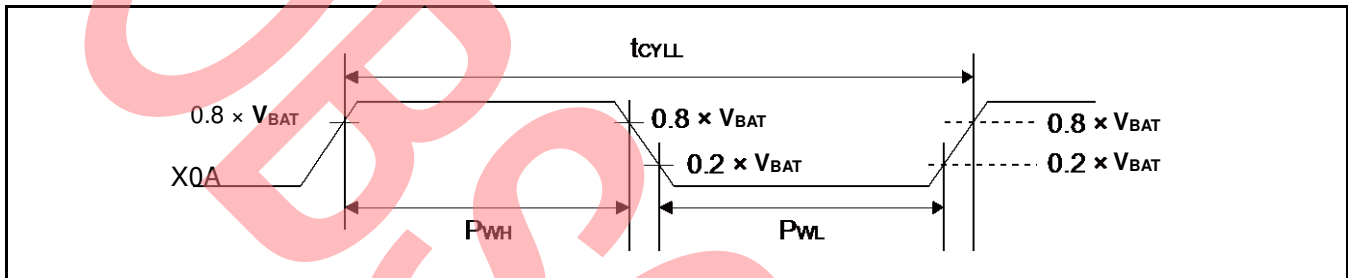 tCYLL
0.8 × VBAT
0.8 × VBAT
0.8 × VBAT
0.2 × VBAT
0.2 × VBAT
X0A
PWH
PWL